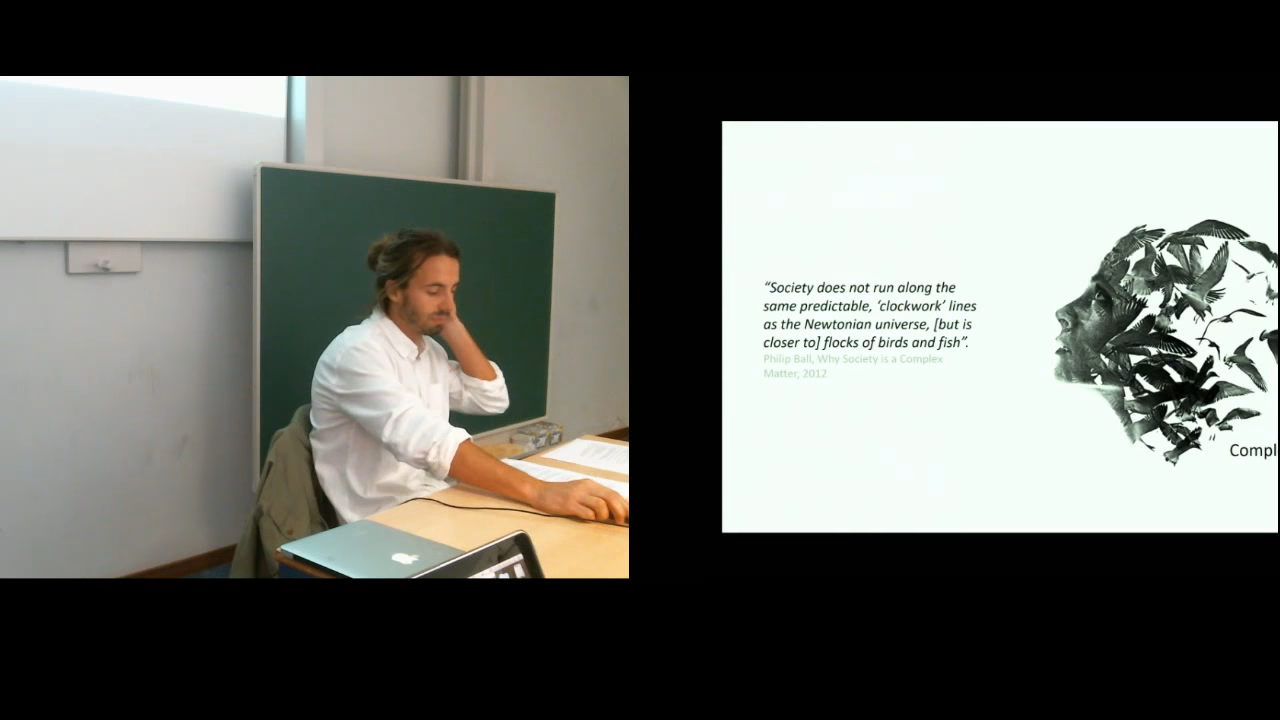 “Society does not run along the
same predictable, ‘clockwork’ lines
as the Newtonian universe, [but is
closer to] flocks of birds and fish”.
Philip Ball, Why Society is a Complex
Matter, 2012
Compl